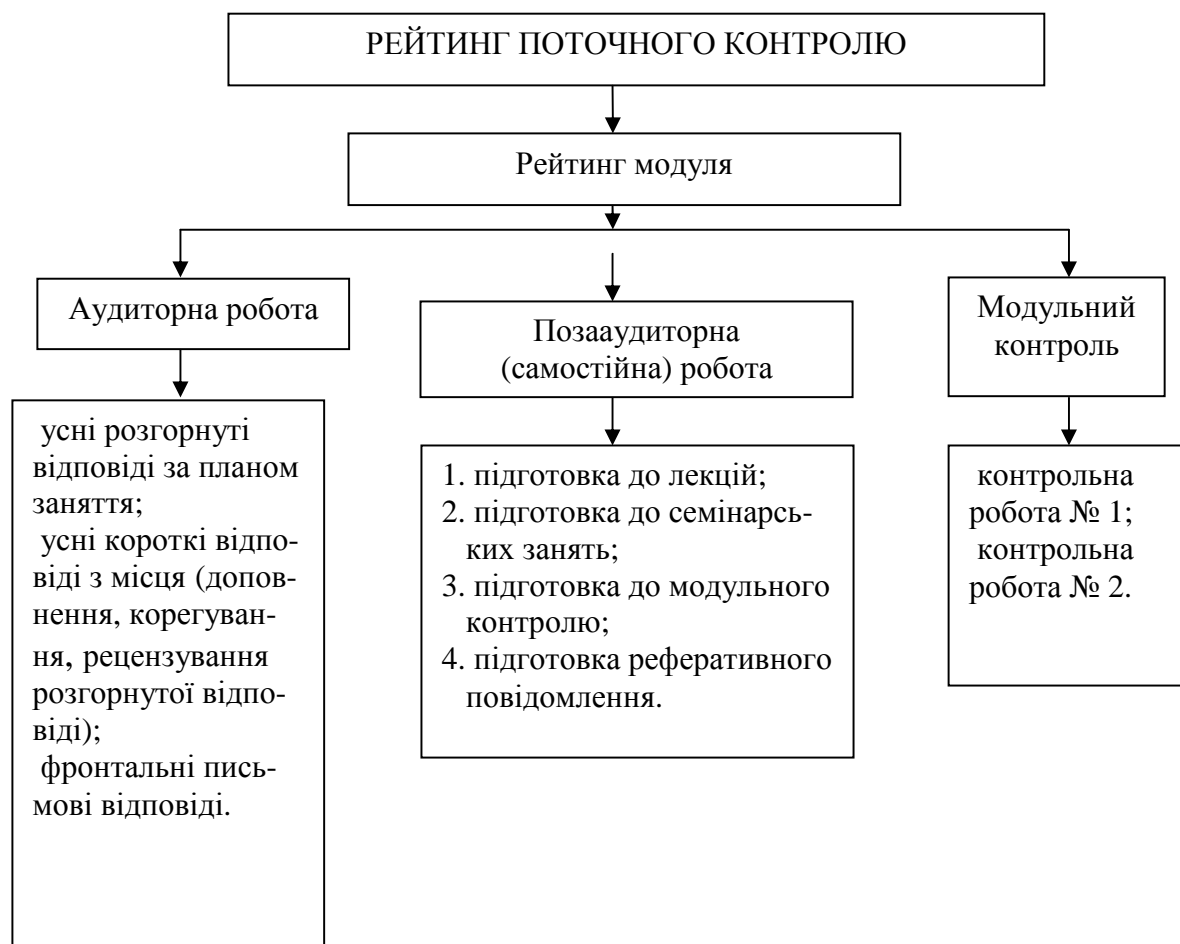 РЕЙТИНГ ПОТОЧНОГО КОНТРОЛЮ
Рейтинг модуля
Аудиторна робота
усні розгорнуті
відповіді за планом
заняття;
усні короткі відпо-
віді з місця (допов-
нення, корегуван-
ня, рецензування
розгорнутої відпо-
віді);
фронтальні пись-
мові відповіді.
Позааудиторна
(самостійна) робота
1. підготовка до лекцій;
2. підготовка до семінарсь-
ких занять;
3. підготовка до модульного
контролю;
4. підготовка реферативного
повідомлення.
Модульний
контроль
контрольна
робота № 1;
контрольна
робота № 2.